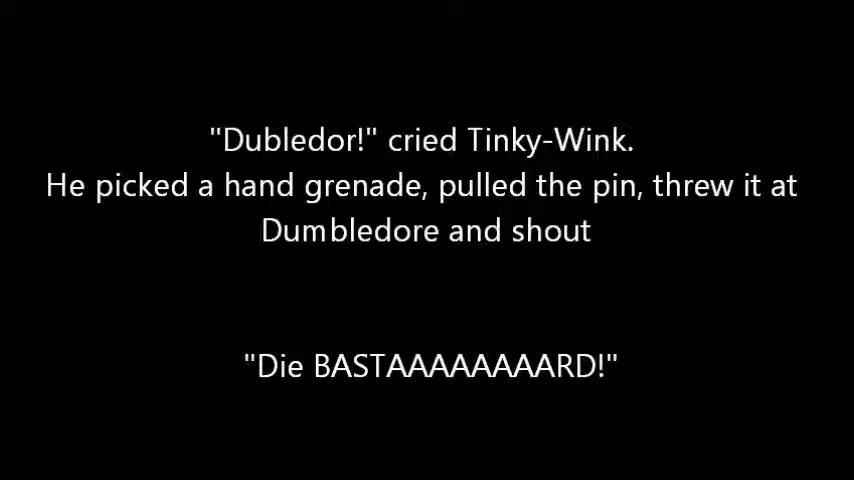 "Dubledor!" cried Tinky-Wink.
He picked a hand grenade, pulled the pin, threw it at
Dumbledore and shout
"Die BASTAAAAAAAARD!"